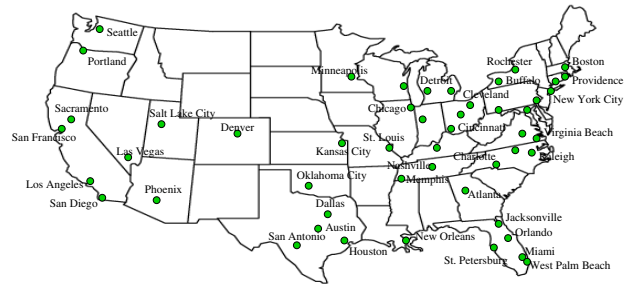 Seattle
Portland
Minneapolis
Rochester
Boston
Buffalo
Providence
Detroit
Cleveland
New York City
Sacramento
Salt Lake City
Chicago
San Francisco
Denver
St. Louis
Cincinnati
Virginia Beach
Las Vegas
Kansas City
Nashville
Charlotte
Raleigh
Los Angeles
Phoenix
Oklahoma City
Memphis
San Diego
Dallas
Atlanta
Austin
Jacksonville
San Antonio
Houston
New Orleans
Orlando
St. Petersburg
Miami
West Palm Beach